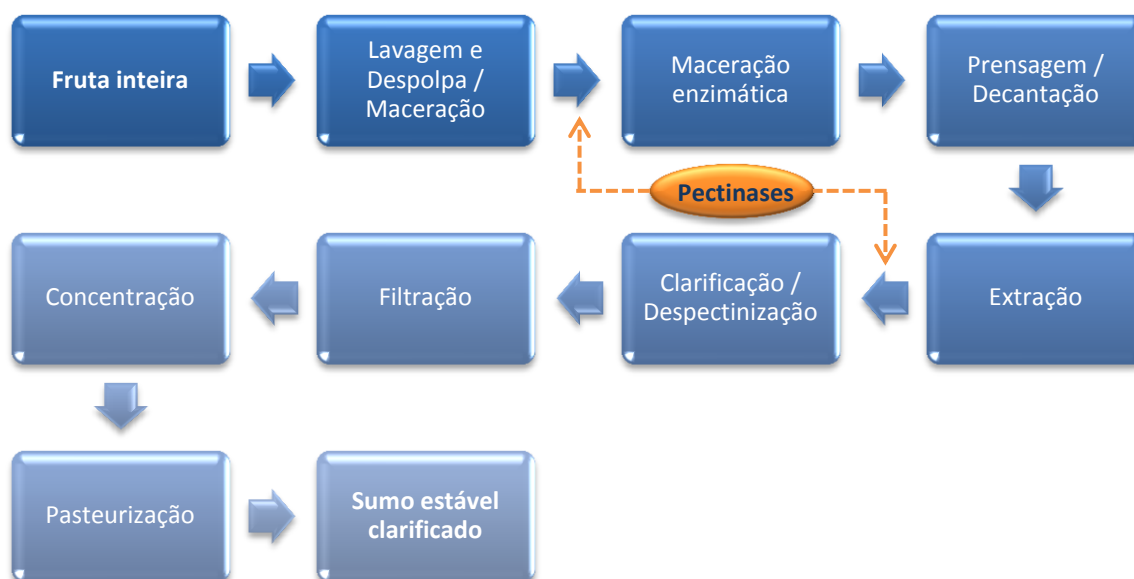 Fruta inteira
Lavagem e
Despolpa /
Maceração
Maceração
enzimática
Prensagem /
Decantação
Pectinases
Extração
Clarificação /
Despectinização
Filtração
Concentração
Pasteurização
Sumo estável
clarificado